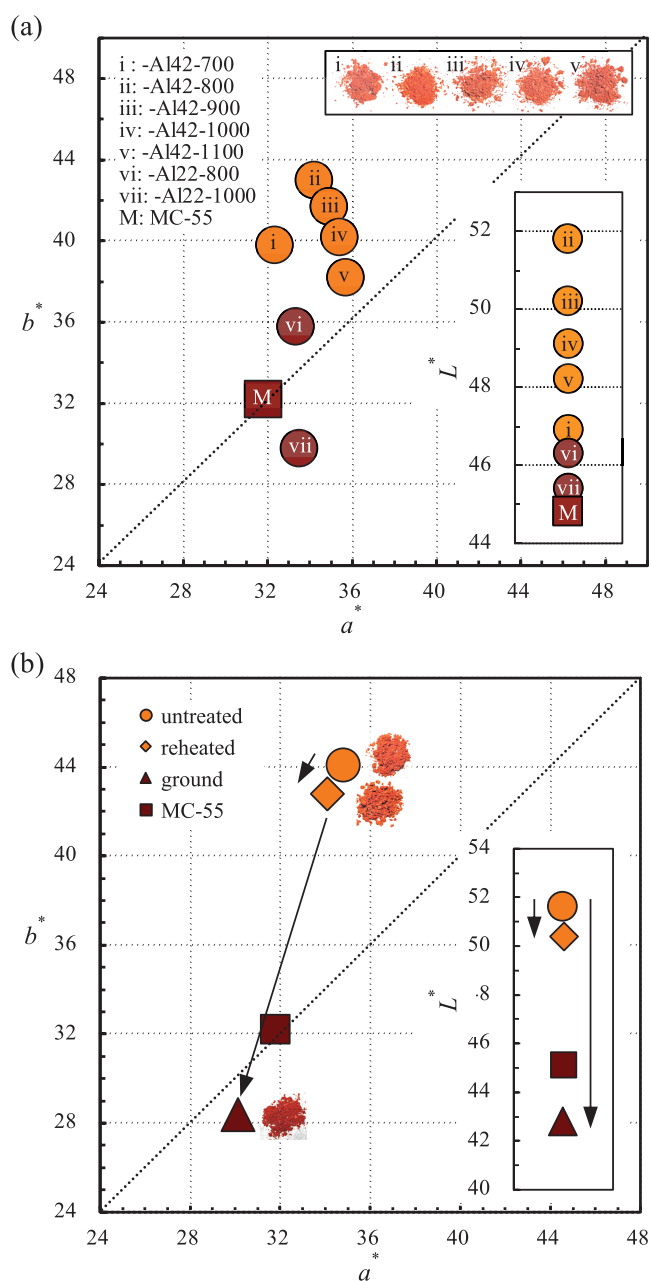 (a)
48
44
40
36
32
28
24
b*
i : -Al42-700
ii: -Al42-800
iii: -Al42-900
iv: -Al42-1000
v: -Al42-1100
vi: -Al22-800
vii: -Al22-1000
M: MC-55
i ii iii iv v
ii
iii
i
iv
v
vi
M
vii
L*
52
50
48
46
44
ii
iii
iv
v
i
vi
vii
M
24 28 32 36 40 44 48
a*
(b)
48
44
40
36
32
28
24
b*
untreated
reheated
ground
MC-55
L*
54
52
50
8
46
45
43
42
40
24 28 32 36 40 44 48
a*